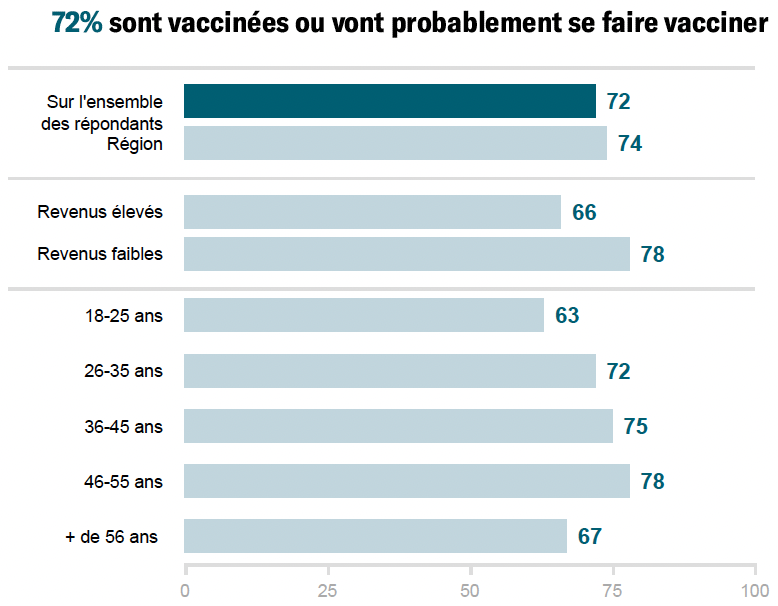 72% sont vaccinées ou vont probablement se faire vacciner
Sur l'ensemble
des répondants
72
Région
74
Revenus élevés
66
Revenus faibles
78
18-25 ans
63
26-35 ans
72
36-45 ans
75
46-55 ans
78
+ de 56 ans
67
0 25 50 75 100